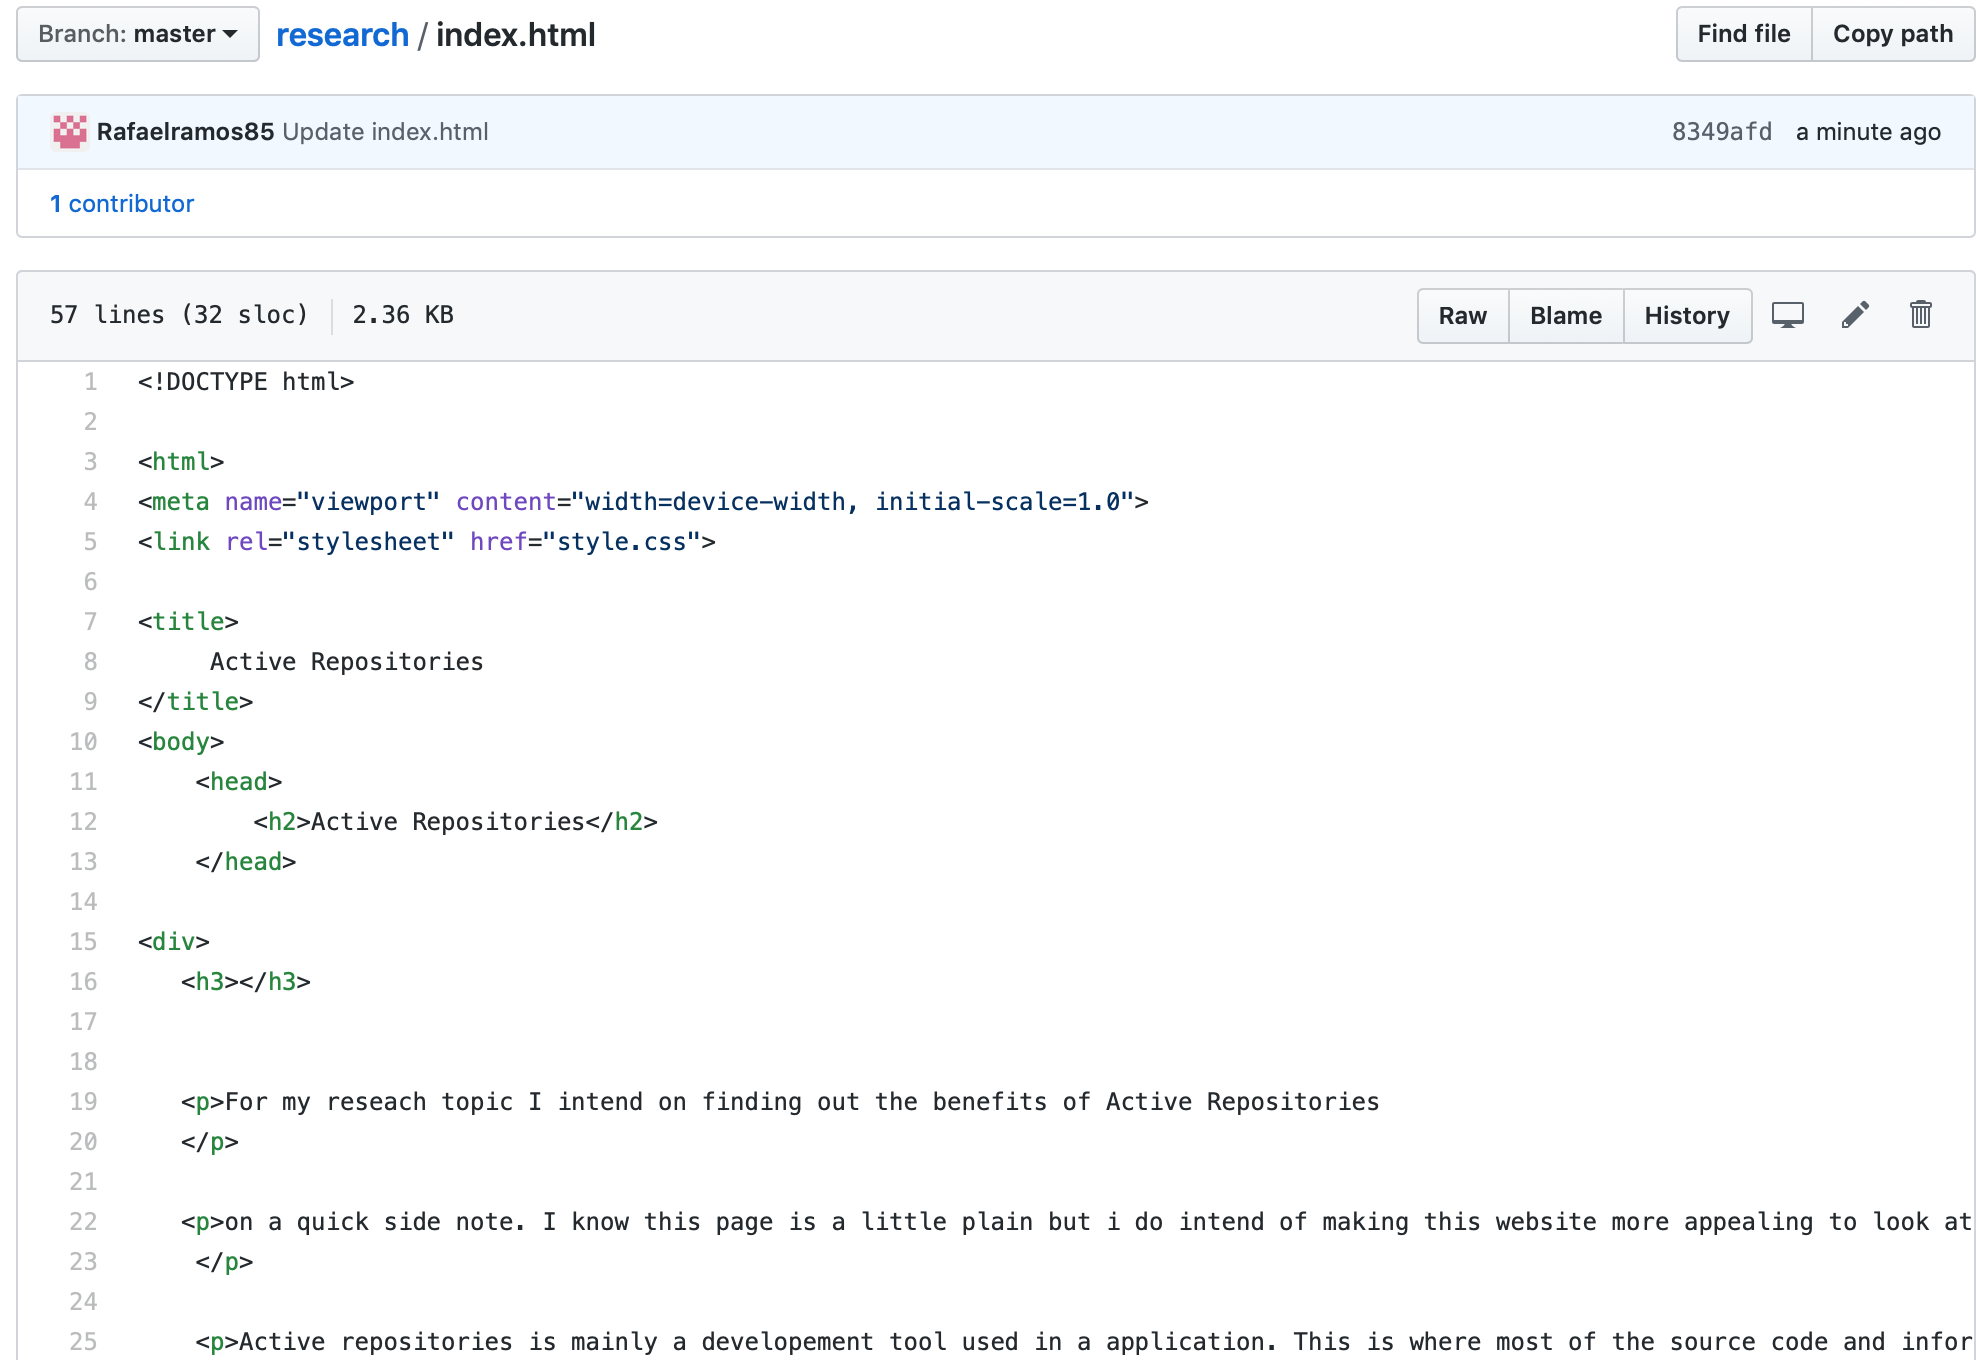 Branch: master research / index.html Find file Copy path
Rafaelramos85 Update index.html 8349afd a minute ago
1 contributor
57 lines (32 sloc) 2.36 KB Raw Blame History
1 <!DOCTYPE html>
2
3 <html>
4 <meta name="viewport" content="width=device-width, initial-scale=1.0">
5 <link rel="stylesheet" href="style.css">
6
7 <title>
8 Active Repositories
9 </title>
10 <body>
11 <head>
12 <h2>Active Repositories</h2>
13 </head>
14
15 <div>
16 <h3></h3>
17
18
19 <p>For my reseach topic I intend on finding out the benefits of Active Repositories
20 </p>
21
22 <p>on a quick side note. I know this page is a little plain but i do intend of making this website more appealing to look at
23 </p>
24
25 <p>Active repositories is mainly a developement tool used in a application. This is where most of the source code and infor